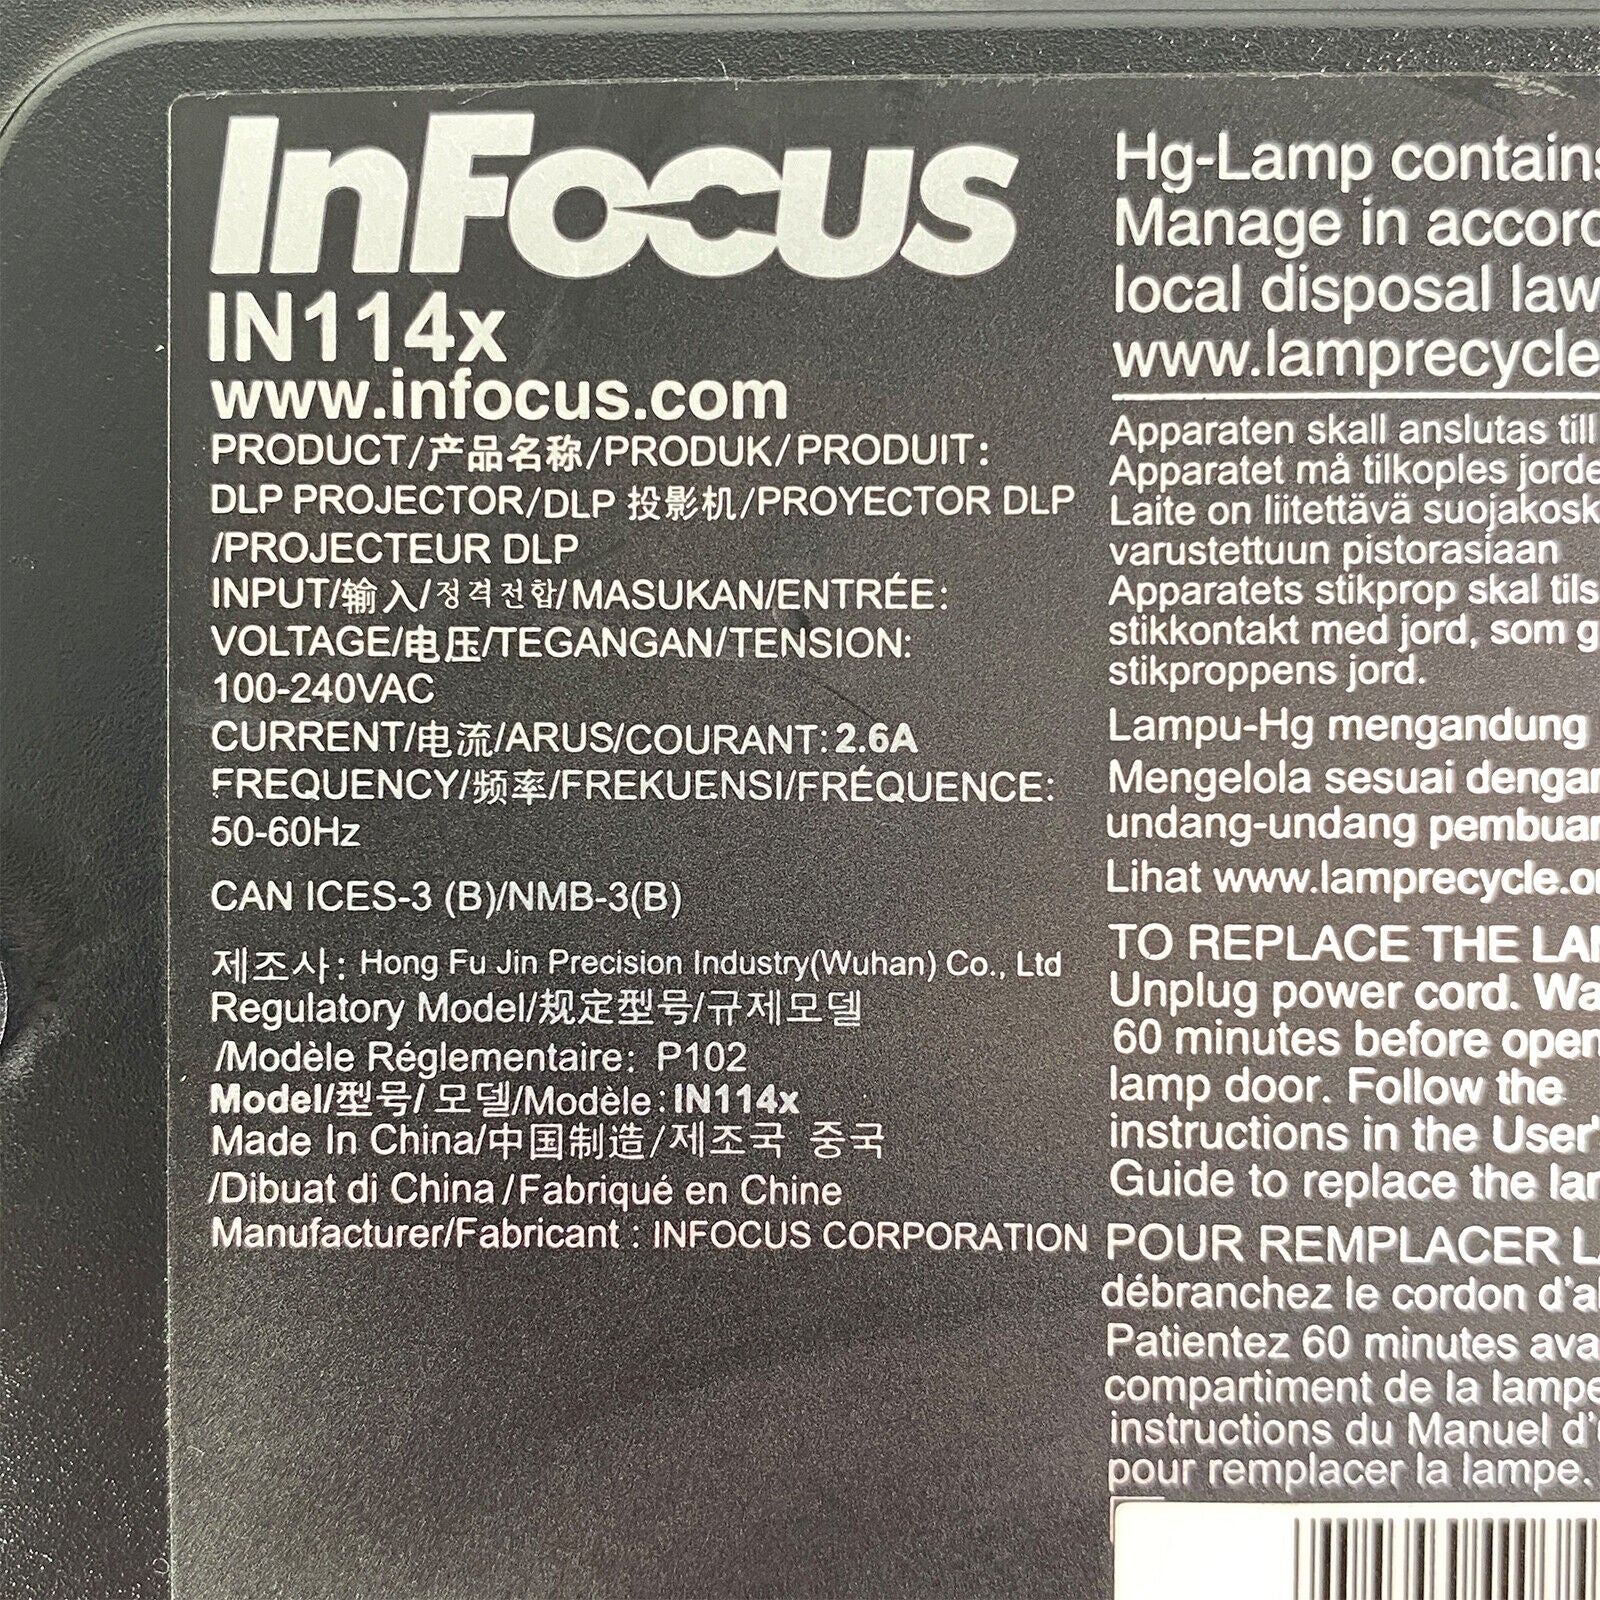 InFocus
IN114x
www.infocus.com
PRODUCT/产品名称/PRODUK/PRODUIT:
DLP PROJECTOR/DLP 投影机/PROYECTOR DLP
/PROJECTEUR DLP
INPUT/输入/정격전합/MASUKAN/ENTRÉE:
VOLTAGE/电压/TEGANGAN/TENSION:
100-240VAC
CURRENT/电流/ARUS/COURANT: 2.6A
FREQUENCY/频率/FREKUENSI/FRÉQUENCE:
50-60Hz
CAN ICES-3 (B)/NMB-3(B)
제조사: Hong Fu Jin Precision Industry(Wuhan) Co., Ltd
Regulatory Model/规定型号/규제모델
/Modèle Réglementaire: P102
Model/型号/모델/Modèle: IN114x
Made In China/中国制造/제조국 중국
/Dibuat di China/Fabriqué en Chine
Manufacturer/Fabricant : INFOCUS CORPORATION
Hg-Lamp contains
Manage in accord
local disposal law
www.lamprecycle
Apparaten skall anslutas till
Apparatet må tilkoples jorde
Laite on liitettävä suojakosk
varustettuun pistorasiaan
Apparatets stikprop skal tils
stikkontakt med jord, som g
stikproppens jord.
Lampu-Hg mengandung
Mengelola sesuai dengan
undang-undang pembuan
Lihat www.lamprecycle.or
TO REPLACE THE LAM
Unplug power cord. Wa
60 minutes before open
lamp door. Follow the
instructions in the User'
Guide to replace the lam
POUR REMPLACER LA
débranchez le cordon d'al
Patientez 60 minutes ava
compartiment de la lampe
instructions du Manuel d'u
pour remplacer la lampe.